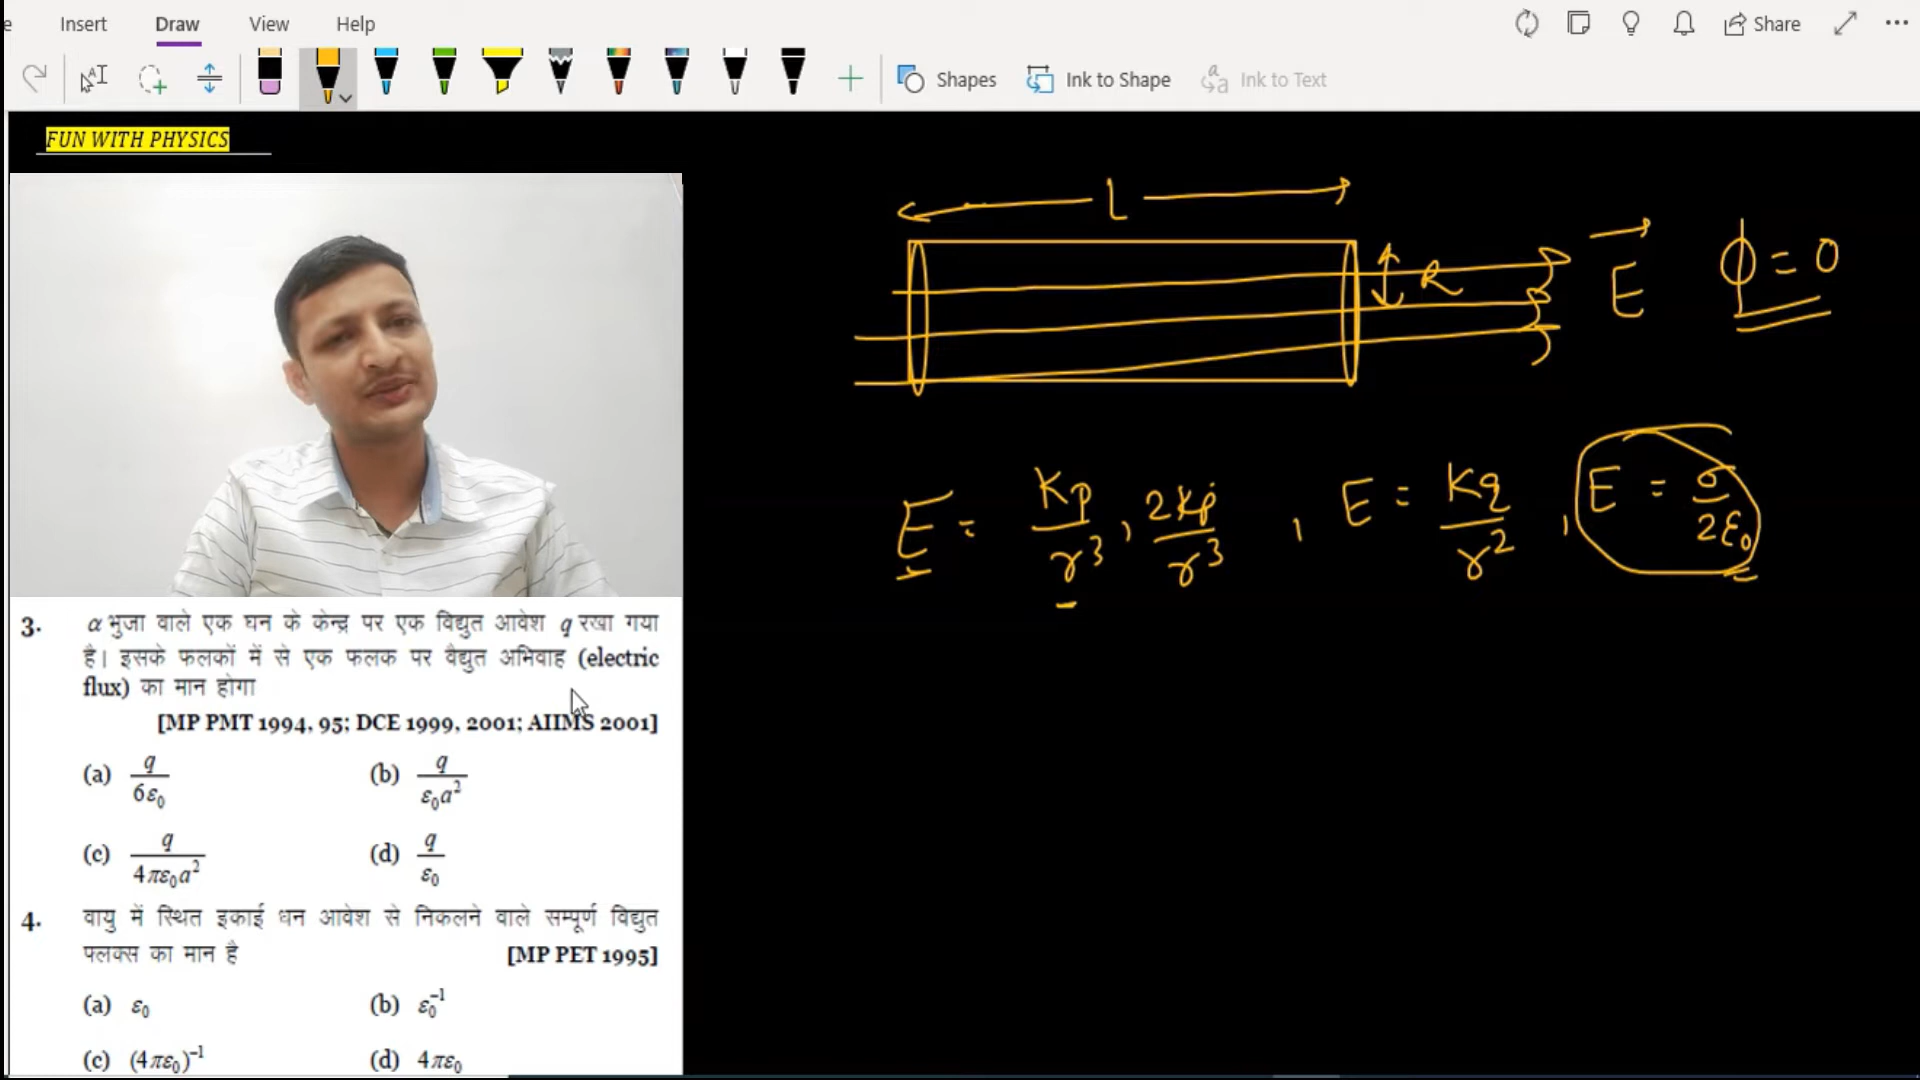 Insert Draw View Help
Share
Shapes Ink to Shape Ink to Text
FUN WITH PHYSICS
L
R
E
ϕ = 0
E = Kp/r³, 2Kp/r³, E = Kq/r², E = σ/2ε₀
3. α भुजा वाले एक घन के केन्द्र पर एक विद्युत आवेश q रखा गया
है। इसके फलकों में से एक फलक पर वैद्युत अभिवाह (electric
flux) का मान होगा
[MP PMT 1994, 95; DCE 1999, 2001; AIIMS 2001]
(a) q/6ε₀ (b) q/ε₀a²
(c) q/4πε₀a² (d) q/ε₀
4. वायु में स्थित इकाई धन आवेश से निकलने वाले सम्पूर्ण विद्युत
फ्लक्स का मान है [MP PET 1995]
(a) ε₀ (b) ε₀⁻¹
(c) (4πε₀)⁻¹ (d) 4πε₀